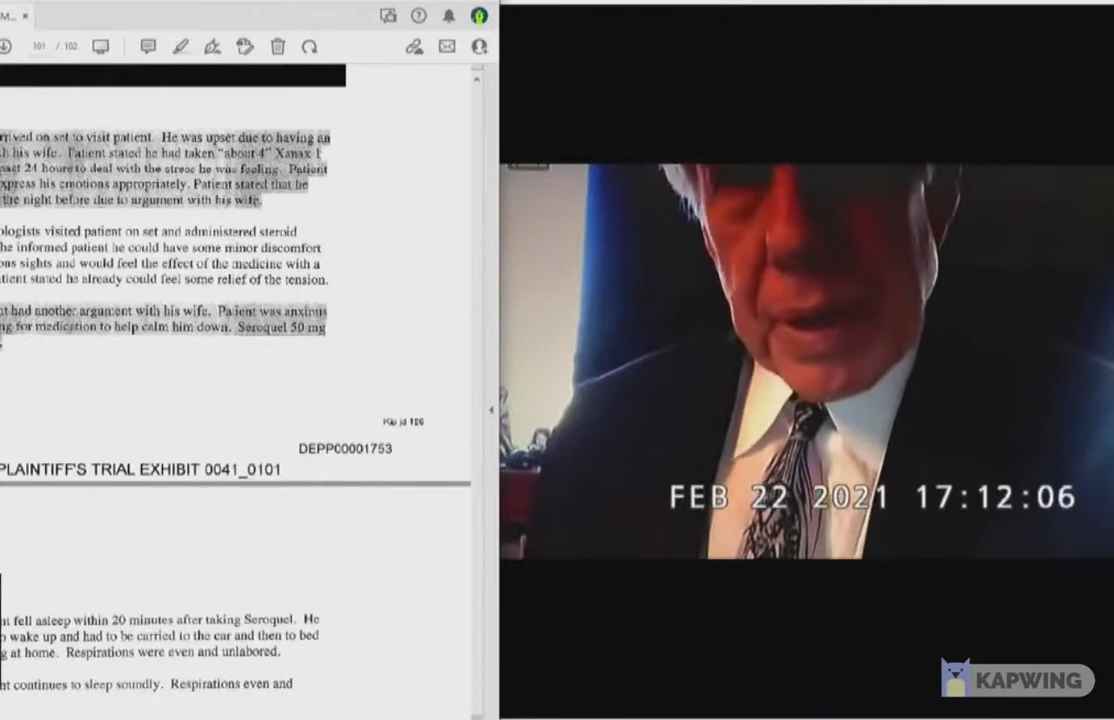 M...
101 / 102
rrived on set to visit patient. He was upset due to having an
h his wife. Patient stated he had taken "about 4" Xanax 1
past 24 hours to deal with the stress he was feeling. Patient
xpress his emotions appropriately. Patient stated that he
the night before due to argument with his wife.
ologists visited patient on set and administered steroid
he informed patient he could have some minor discomfort
ons sights and would feel the effect of the medicine with a
tient stated he already could feel some relief of the tension.
nt had another argument with his wife. Patient was anxious
ng for medication to help calm him down. Seroquel 50 mg
DEPP00001753
PLAINTIFF'S TRIAL EXHIBIT 0041_0101
nt fell asleep within 20 minutes after taking Seroquel. He
o wake up and had to be carried to the car and then to bed
g at home. Respirations were even and unlabored.
nt continues to sleep soundly. Respirations even and
FEB 22 2021 17:12:06
KAPWING